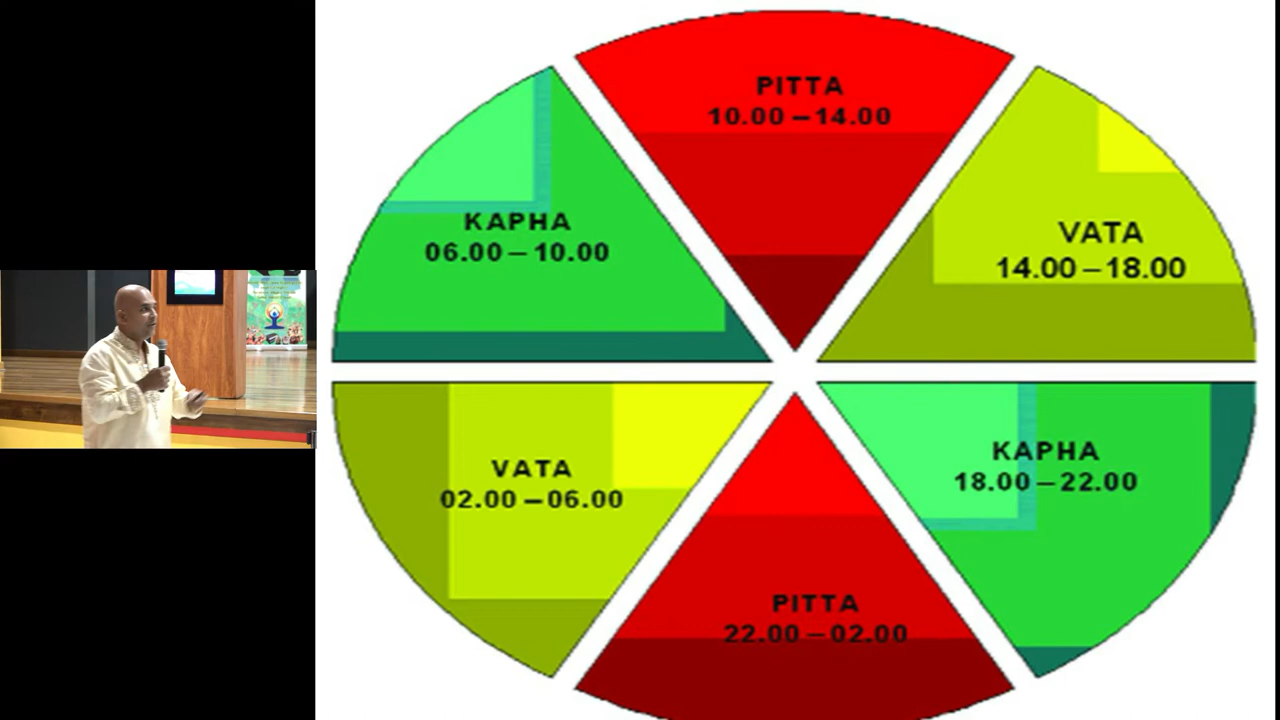 PITTA
10.00 – 14.00
KAPHA
06.00 – 10.00
VATA
14.00 – 18.00
VATA
02.00 – 06.00
KAPHA
18.00 – 22.00
PITTA
22.00 – 02.00